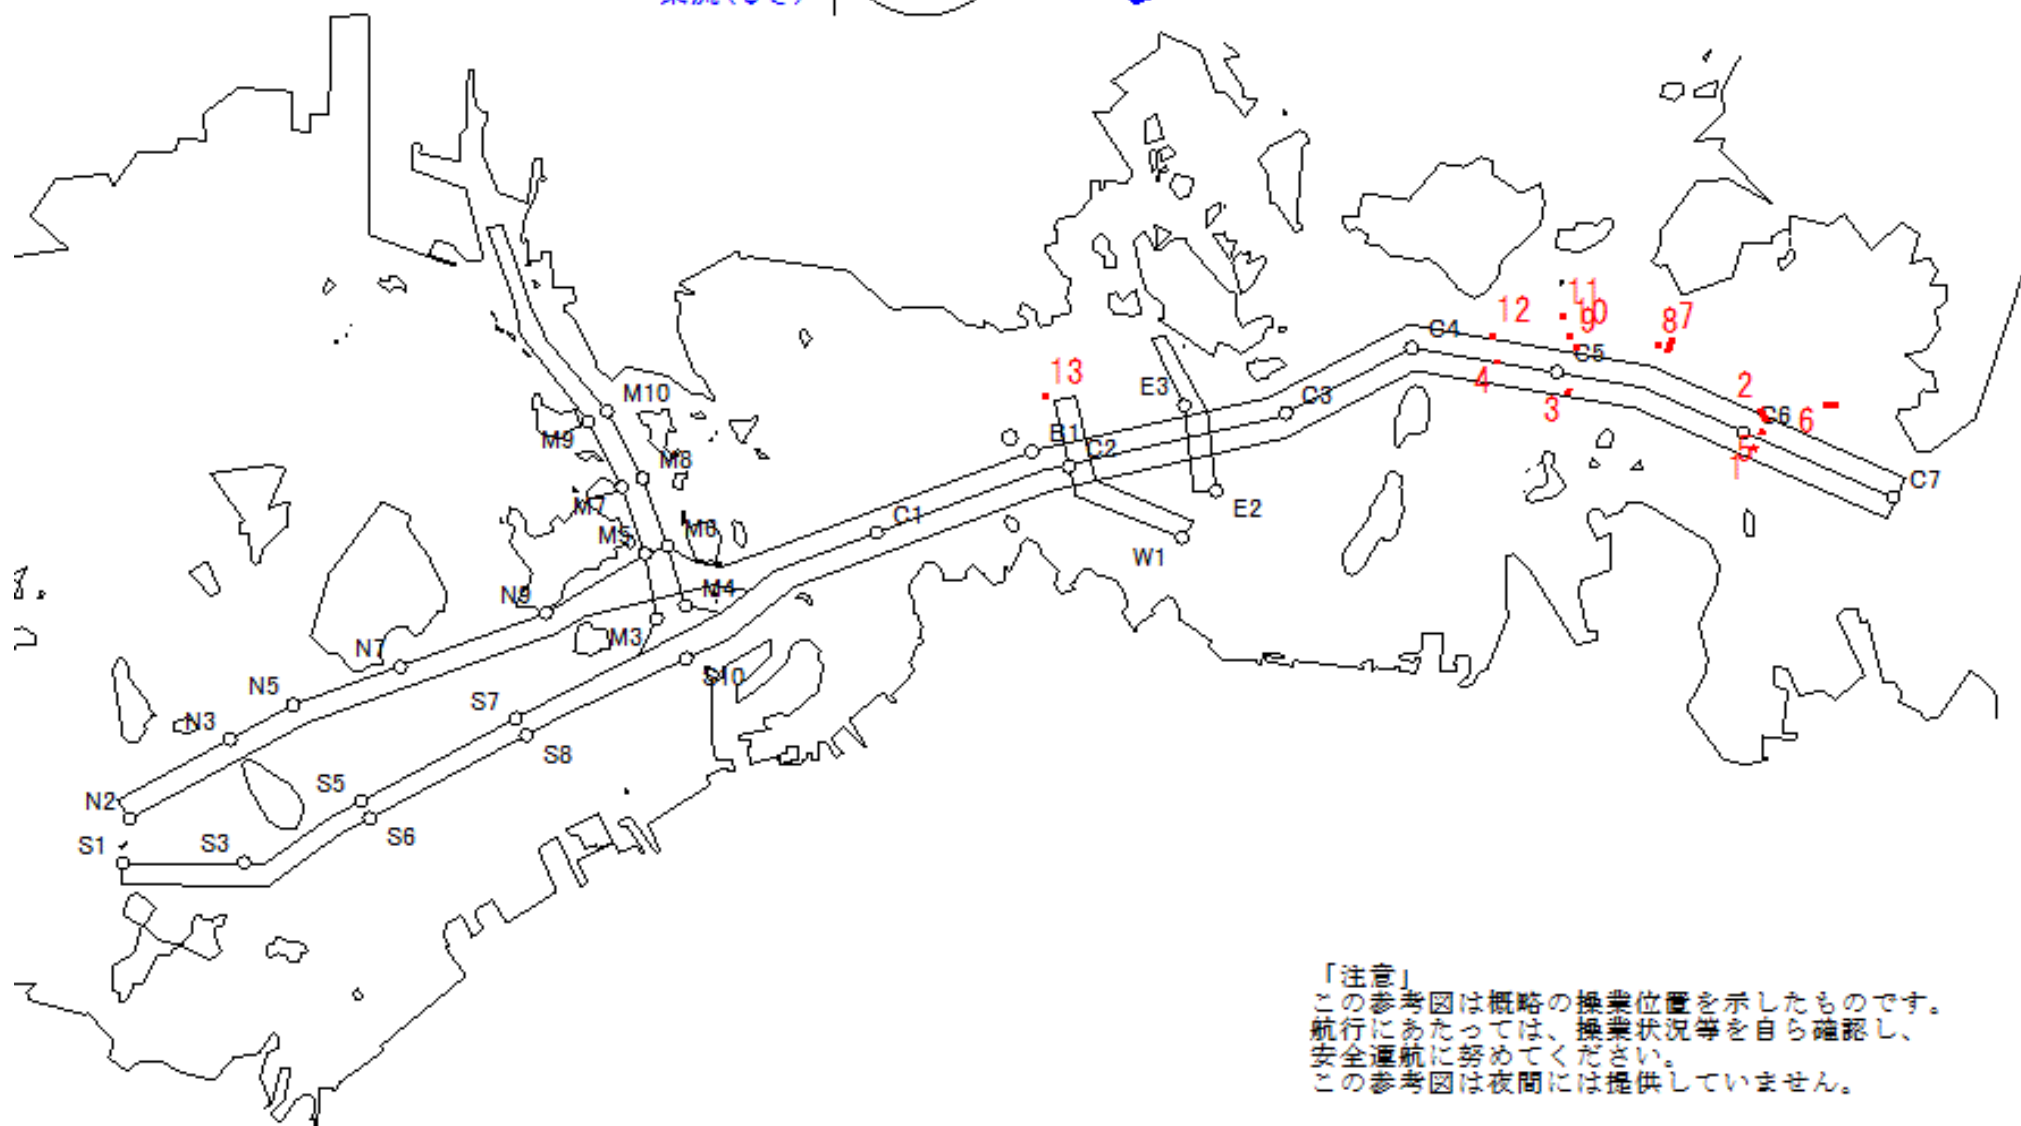 12
11
10
9
8
7
C4
C5
4
3
2
C6
6
5
1
C7
13
E3
C3
B1
C2
E2
W1
C1
M10
M9
M8
M7
M5
M6
M4
M3
N9
N7
N5
N3
N2
S1
S3
S5
S6
S7
S8
S10
「注意」
この参考図は概略の操業位置を示したものです。
航行にあたっては、操業状況等を自ら確認し、
安全運航に努めてください。
この参考図は夜間には提供していません。